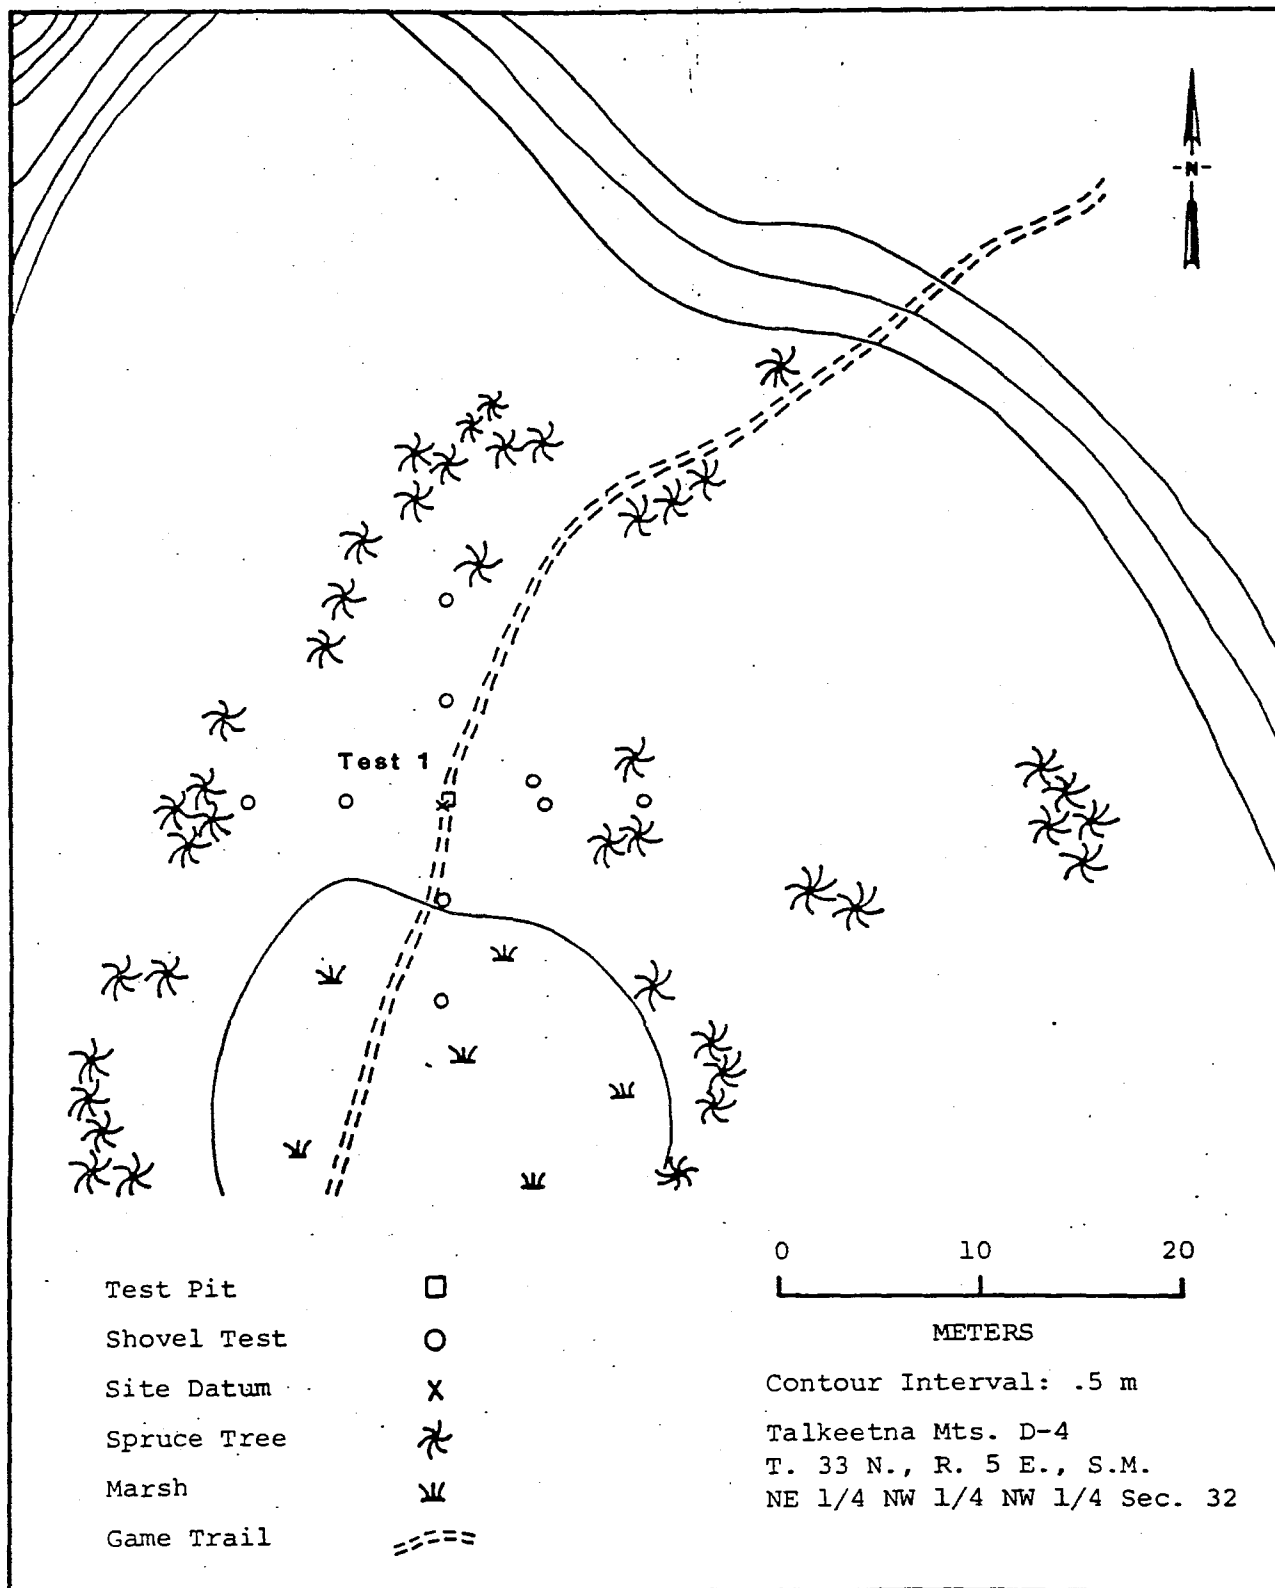 -N-
Test 1
0 10 20
METERS
Test Pit
Shovel Test
Site Datum
Spruce Tree
Marsh
Game Trail
Contour Interval: .5 m
Talkeetna Mts. D-4
T. 33 N., R. 5 E., S.M.
NE 1/4 NW 1/4 NW 1/4 Sec. 32